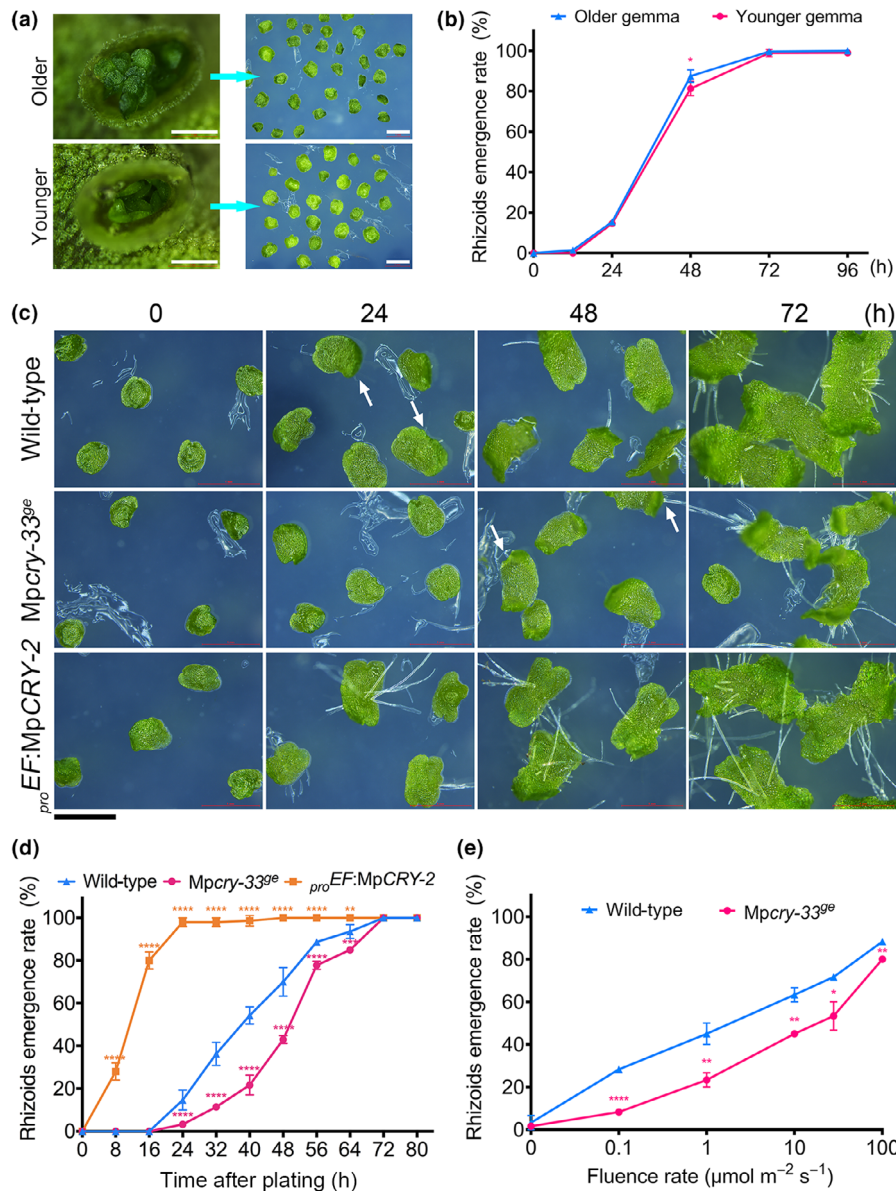 (a)
Older
Younger
(b)
Older gemma
Younger gemma
Rhizoids emergence rate (%)
100
80
60
40
20
0
*
0 24 48 72 96 (h)
(c)
0 24 48 72 (h)
Wild-type
Mpcry-33ge
proEF:MpCRY-2
(d)
Wild-type
Mpcry-33ge
proEF:MpCRY-2
Rhizoids emergence rate (%)
100
80
60
40
20
0
**** **** **** **** **** **** **** **
**** **** **** **** **** ***
0 8 16 24 32 40 48 56 64 72 80
Time after plating (h)
(e)
Wild-type
Mpcry-33ge
Rhizoids emergence rate (%)
100
80
60
40
20
0
**** ** ** * **
0 0.1 1 10 100
Fluence rate (μmol m−2 s−1)